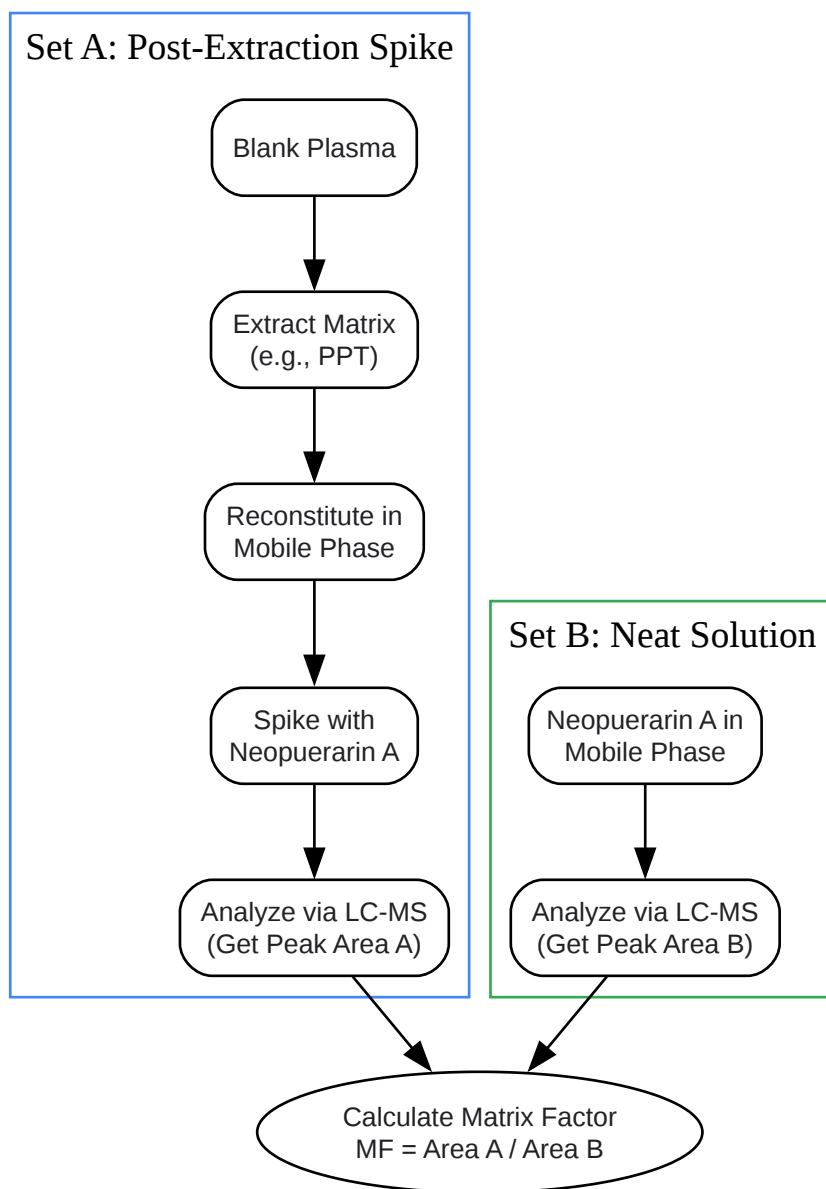 Set A: Post-Extraction Spike
Blank Plasma
Extract Matrix
(e.g., PPT)
Reconstitute in
Mobile Phase
Spike with
Neopuerarin A
Analyze via LC-MS
(Get Peak Area A)
Set B: Neat Solution
Neopuerarin A in
Mobile Phase
Analyze via LC-MS
(Get Peak Area B)
Calculate Matrix Factor
MF = Area A / Area B